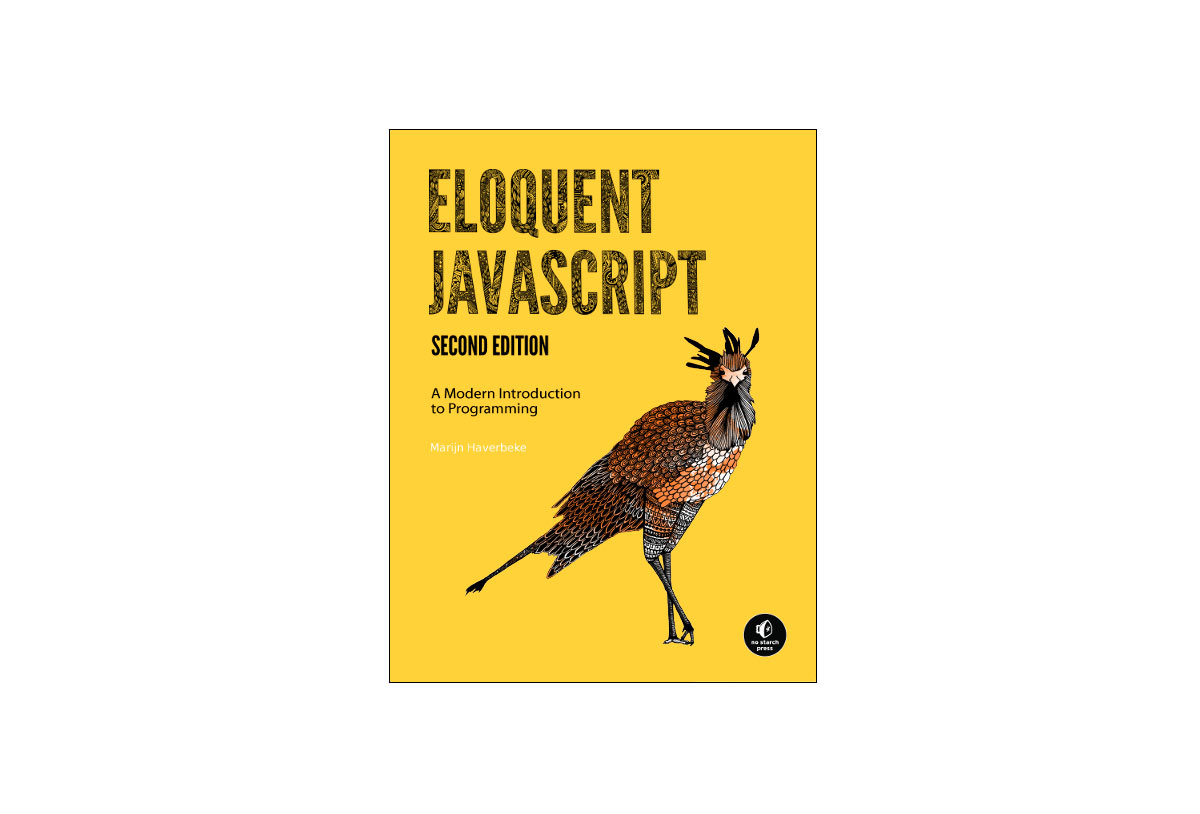 ELOQUENT
JAVASCRIPT
SECOND EDITION
A Modern Introduction
to Programming
Marijn Haverbeke
no starch
press